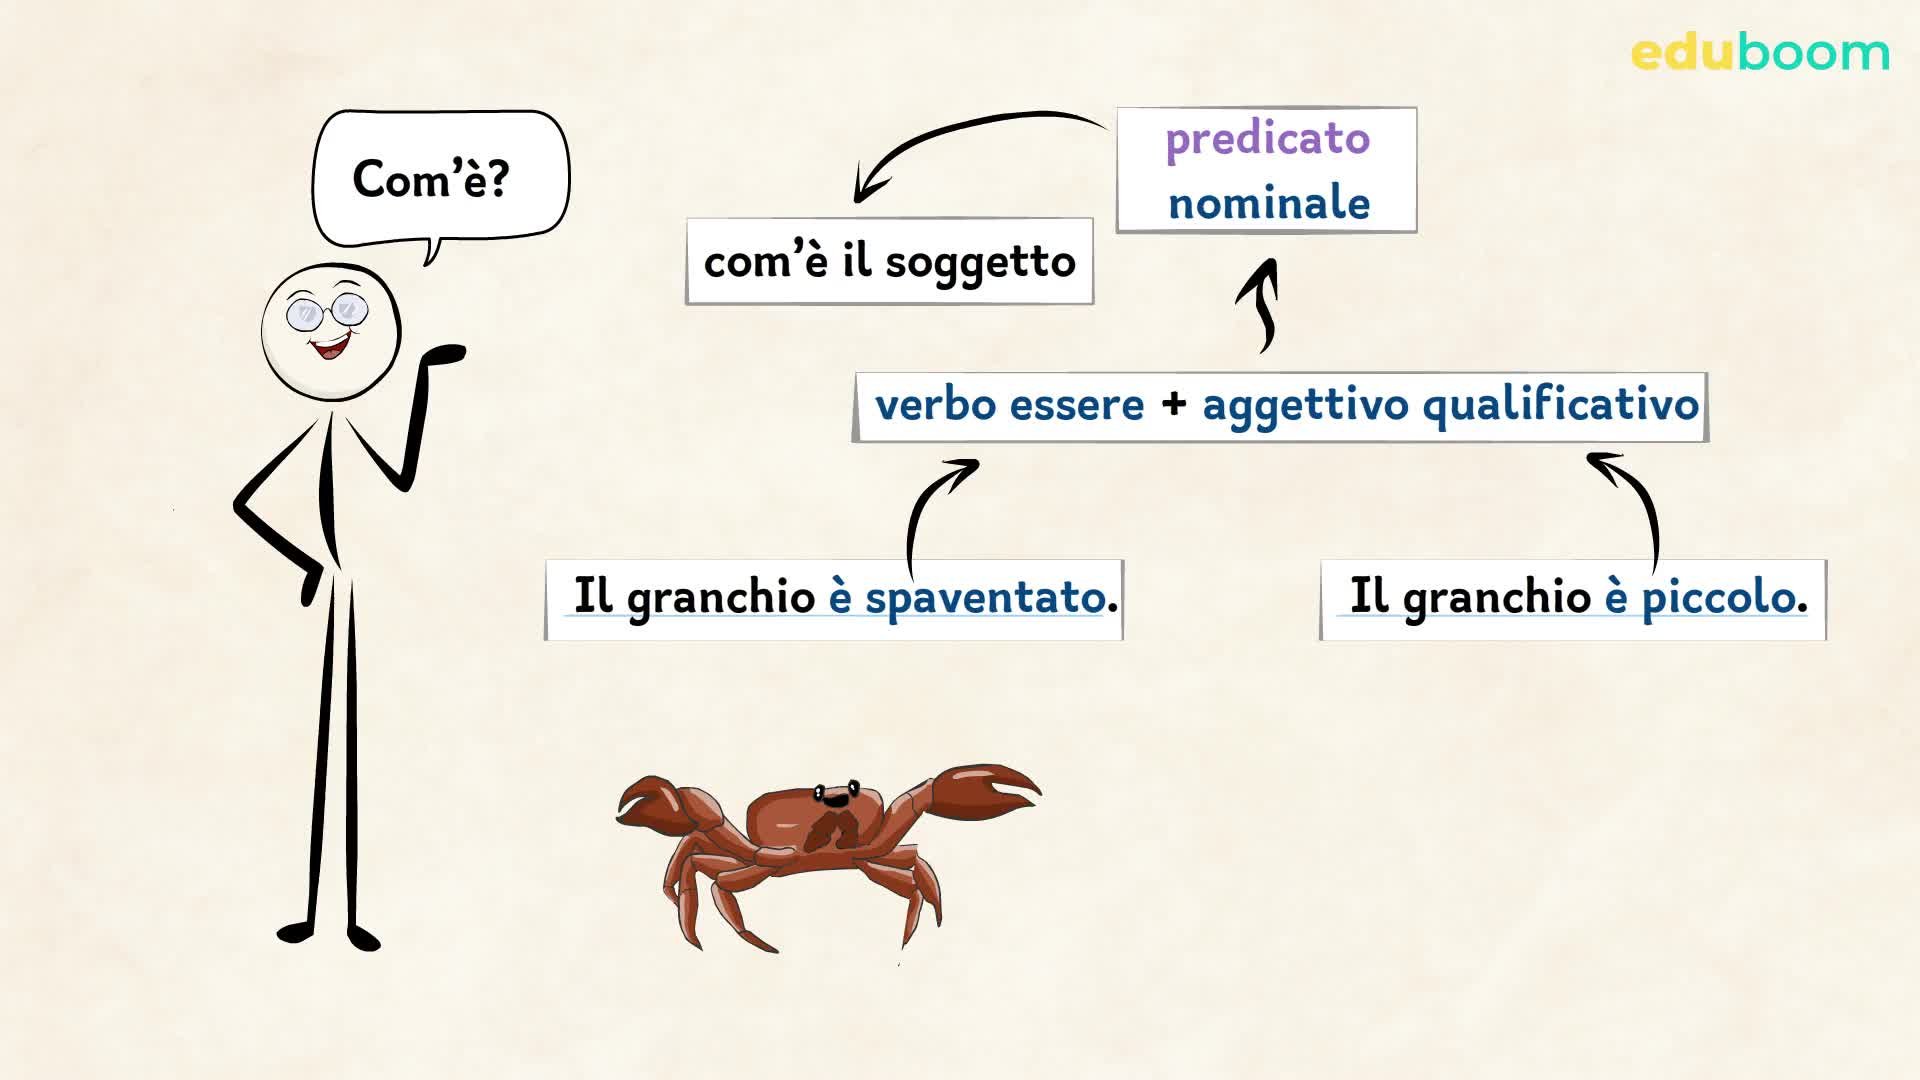 eduboom
Com’è?
predicato
nominale
com’è il soggetto
verbo essere + aggettivo qualificativo
Il granchio è spaventato.
Il granchio è piccolo.